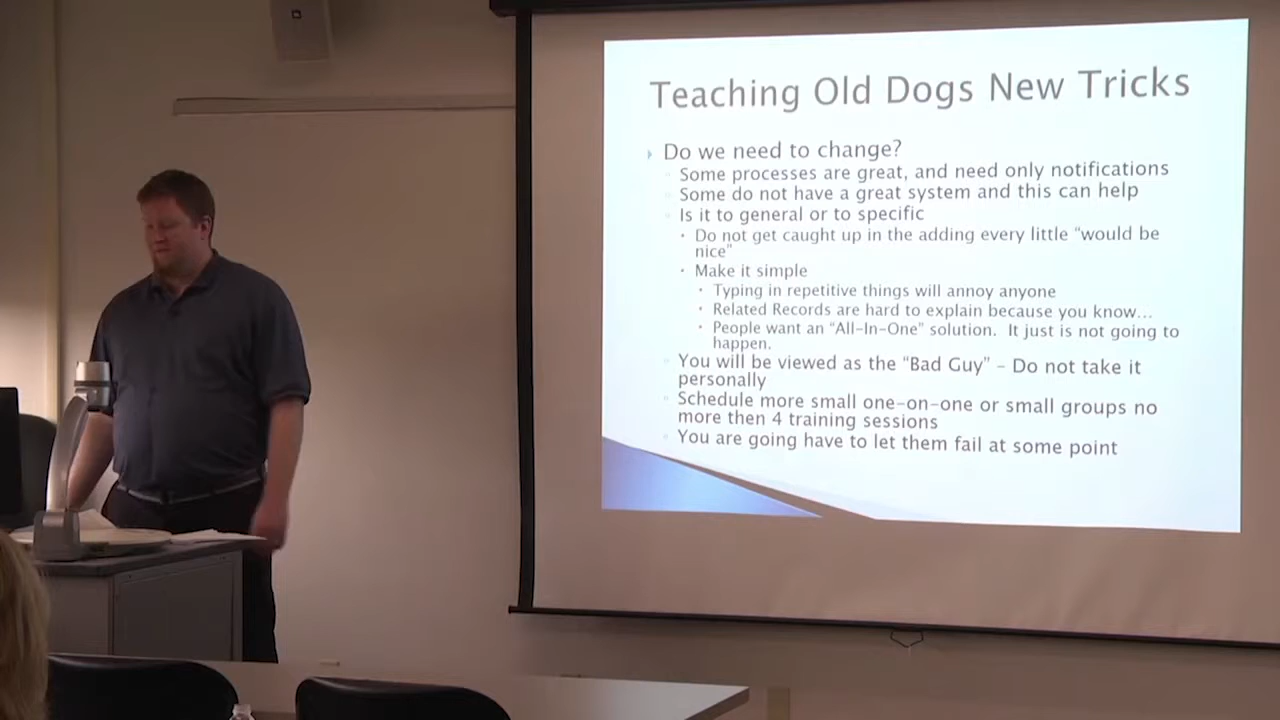 Teaching Old Dogs New Tricks
Do we need to change?
Some processes are great, and need only notifications
Some do not have a great system and this can help
Is it to general or to specific
Do not get caught up in the adding every little “would be
nice”
Make it simple
Typing in repetitive things will annoy anyone
Related Records are hard to explain because you know...
People want an “All-In-One” solution. It just is not going to
happen.
You will be viewed as the “Bad Guy” – Do not take it
personally
Schedule more small one-on-one or small groups no
more then 4 training sessions
You are going have to let them fail at some point